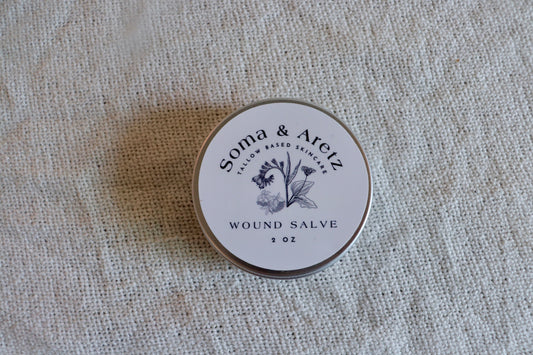 Soma & Aretz
TALLOW BASED SKINCARE
WOUND SALVE
2 OZ